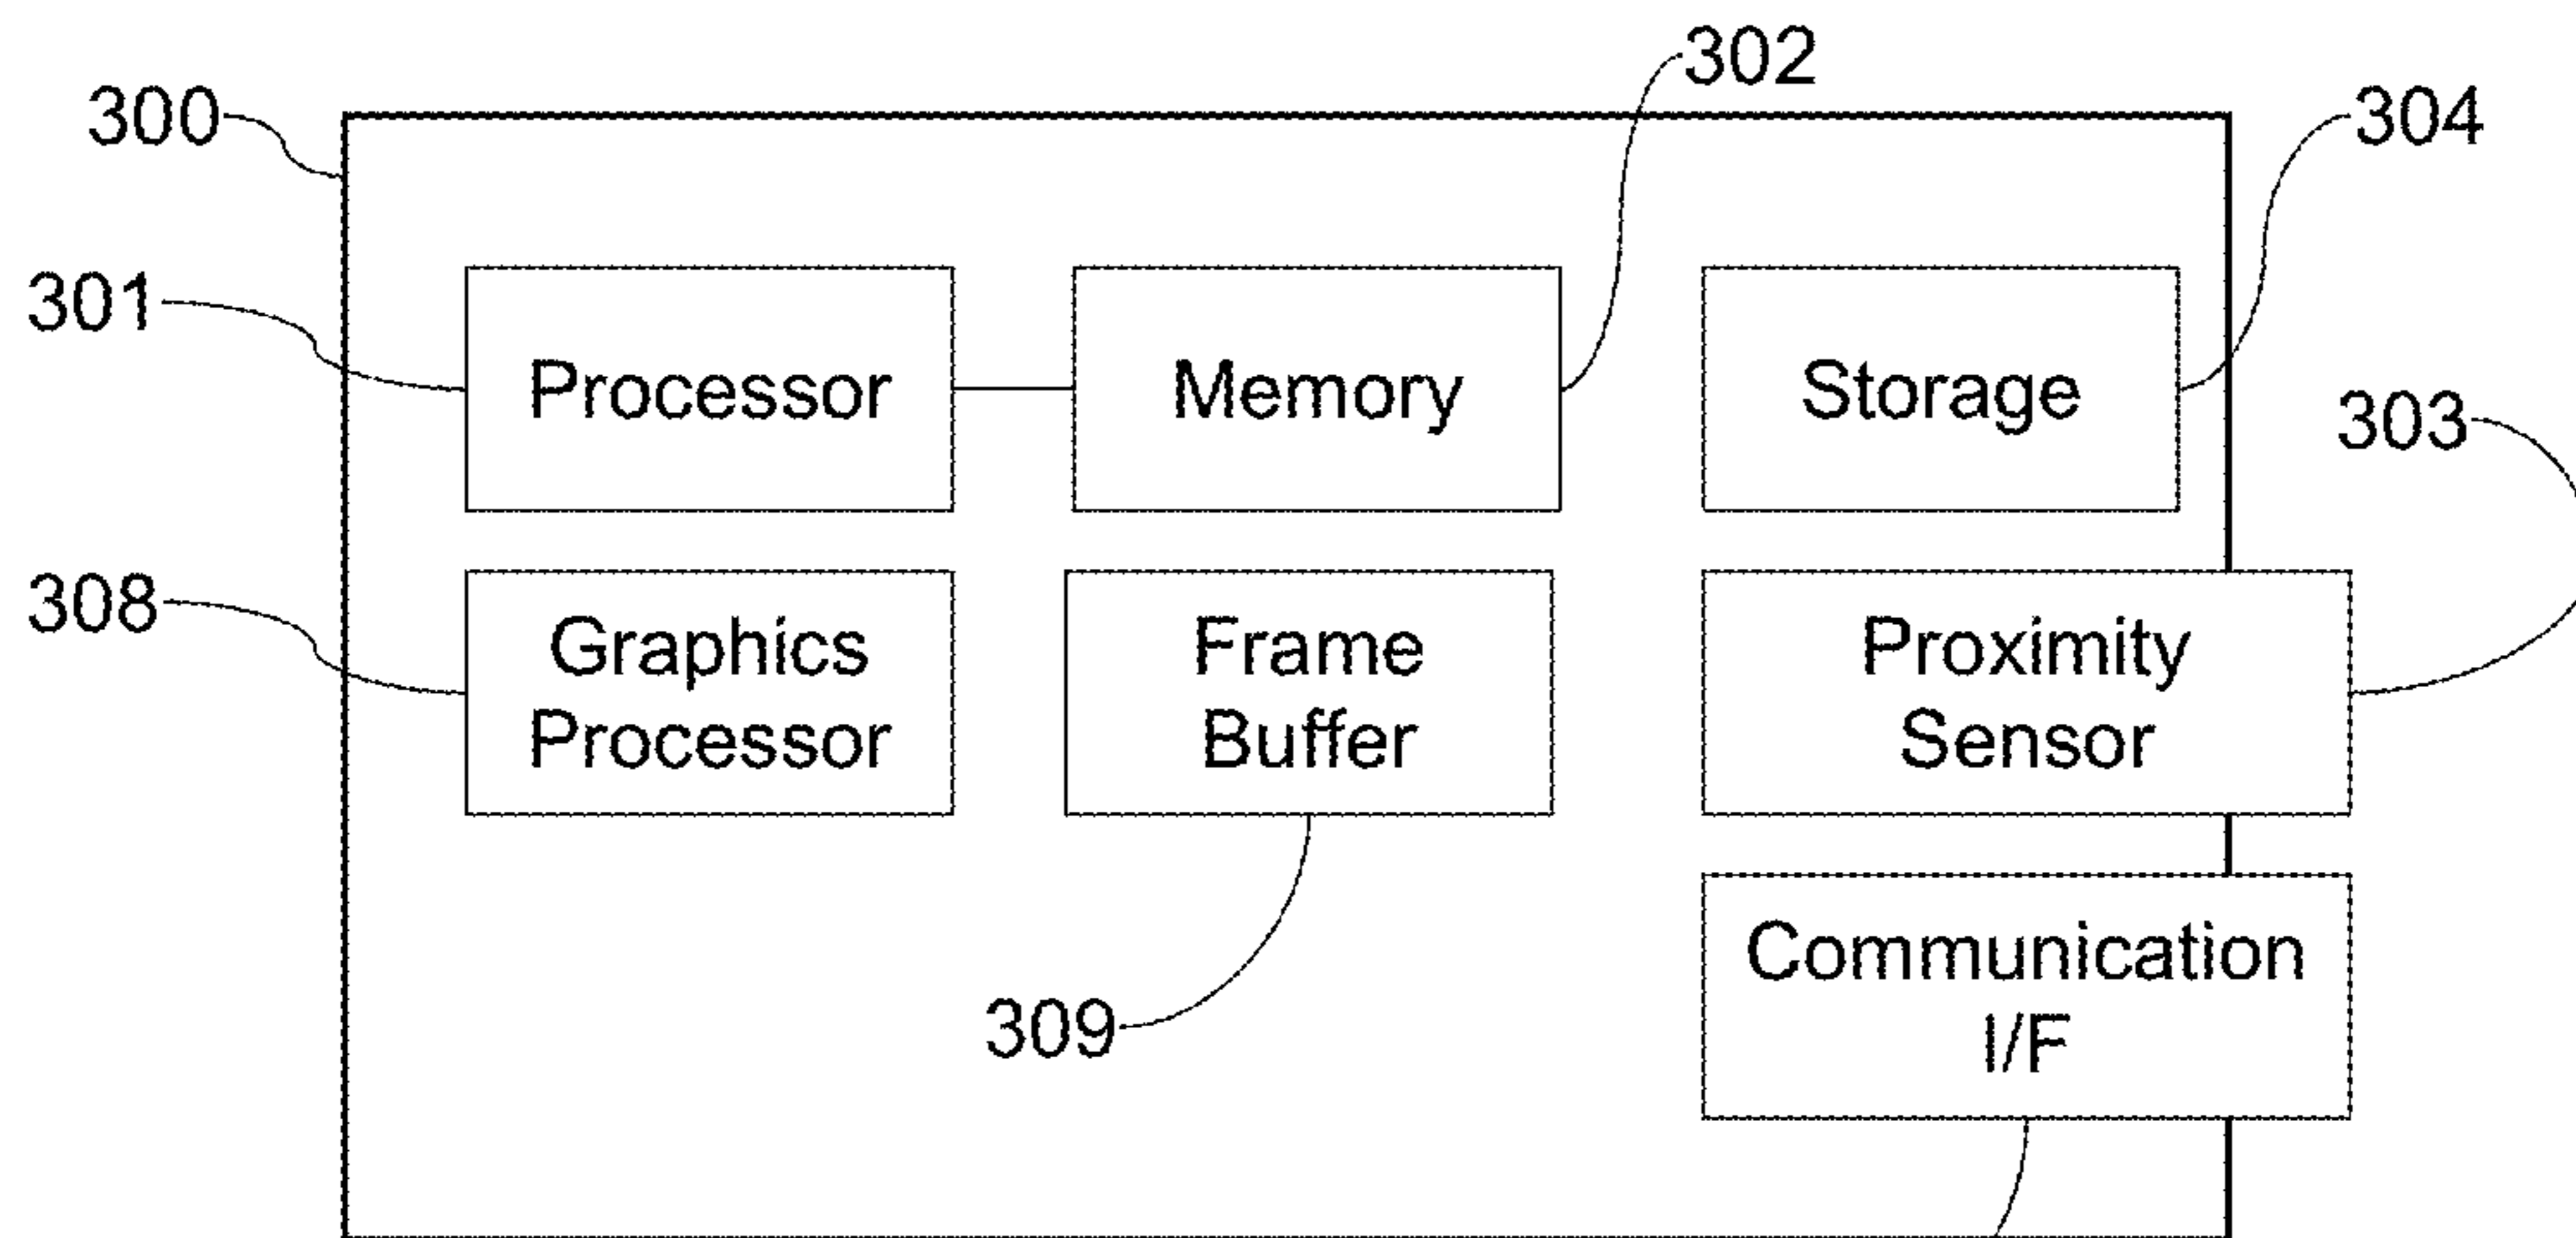 302
300
304
301
Processor
Memory
Storage
303
308
Graphics
Processor
Frame
Buffer
Proximity
Sensor
Communication
I/F
309